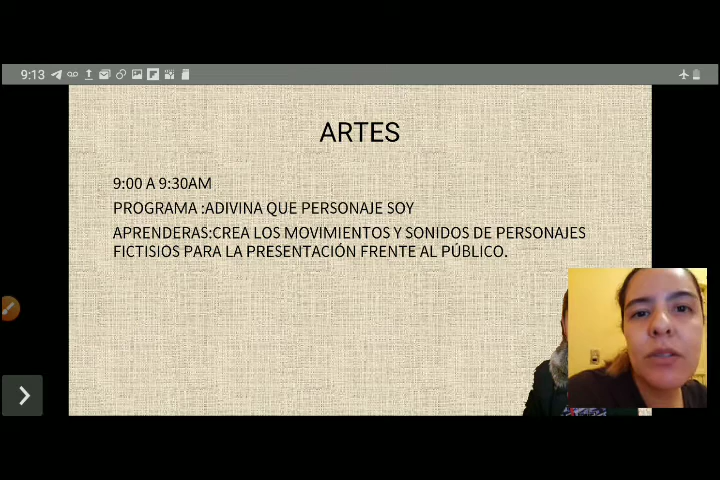 9:13
ARTES
9:00 A 9:30AM
PROGRAMA :ADIVINA QUE PERSONAJE SOY
APRENDERAS:CREA LOS MOVIMIENTOS Y SONIDOS DE PERSONAJES
FICTISIOS PARA LA PRESENTACIÓN FRENTE AL PÚBLICO.